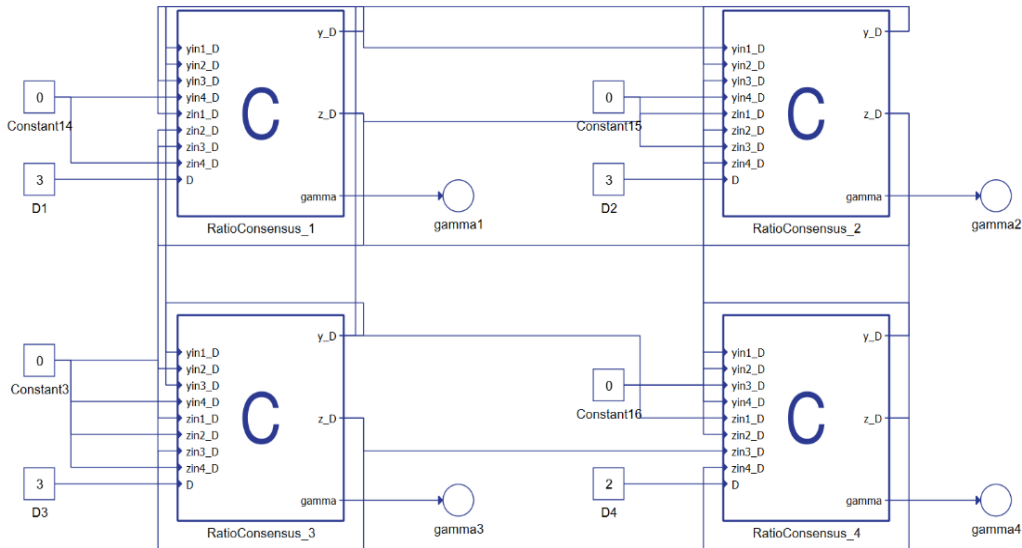 y_D
yin1_D
yin2_D
yin3_D
yin4_D
zin1_D
zin2_D
zin3_D
zin4_D
D
C
z_D
gamma
0
Constant14
3
D1
RatioConsensus_1
gamma1
y_D
yin1_D
yin2_D
yin3_D
yin4_D
zin1_D
zin2_D
zin3_D
zin4_D
D
C
z_D
gamma
0
Constant15
3
D2
RatioConsensus_2
gamma2
y_D
yin1_D
yin2_D
yin3_D
yin4_D
zin1_D
zin2_D
zin3_D
zin4_D
D
C
z_D
gamma
0
Constant3
3
D3
RatioConsensus_3
gamma3
y_D
yin1_D
yin2_D
yin3_D
yin4_D
zin1_D
zin2_D
zin3_D
zin4_D
D
C
z_D
gamma
0
Constant16
2
D4
RatioConsensus_4
gamma4